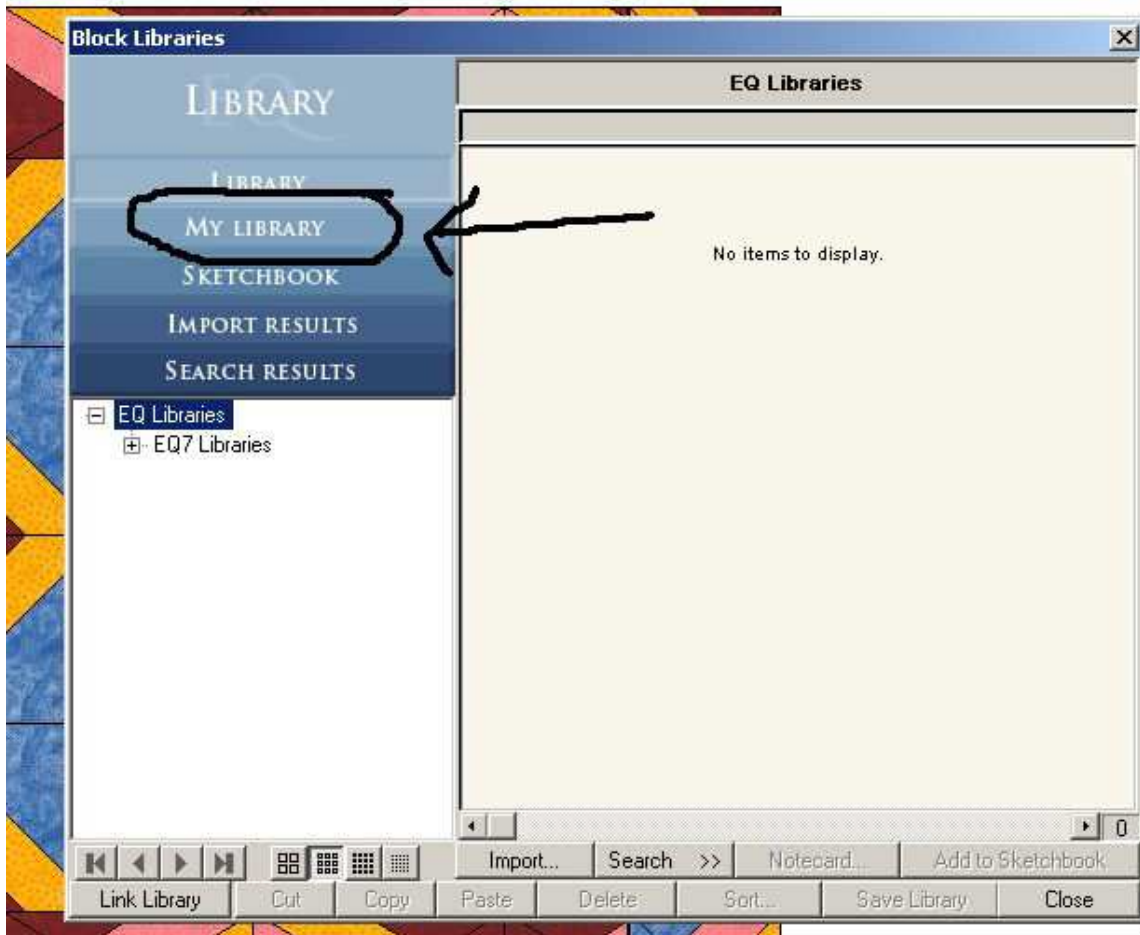 Block Libraries
EQ
LIBRARY
EQ Libraries
LIBRARY
MY LIBRARY
No items to display.
SKETCHBOOK
IMPORT RESULTS
SEARCH RESULTS
EQ Libraries
EQ7 Libraries
0
Import... Search >> Notecard... Add to Sketchbook
Link Library Cut Copy Paste Delete Sort... Save Library Close